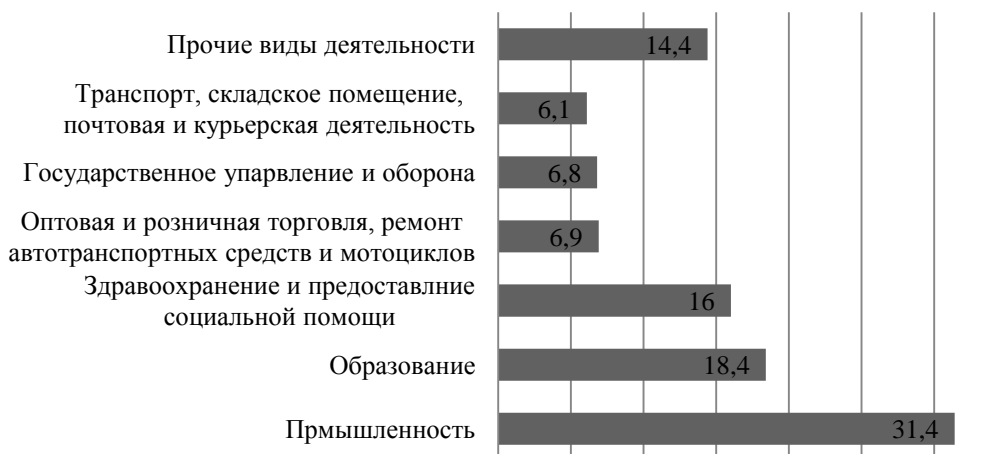 Прочие виды деятельности
14,4
Транспорт, складское помещение,
почтовая и курьерская деятельность
6,1
Государственное упарвление и оборона
6,8
Оптовая и розничная торговля, ремонт
автотранспортных средств и мотоциклов
6,9
Здравоохранение и предоставлние
социальной помощи
16
Образование
18,4
Прмышленность
31,4